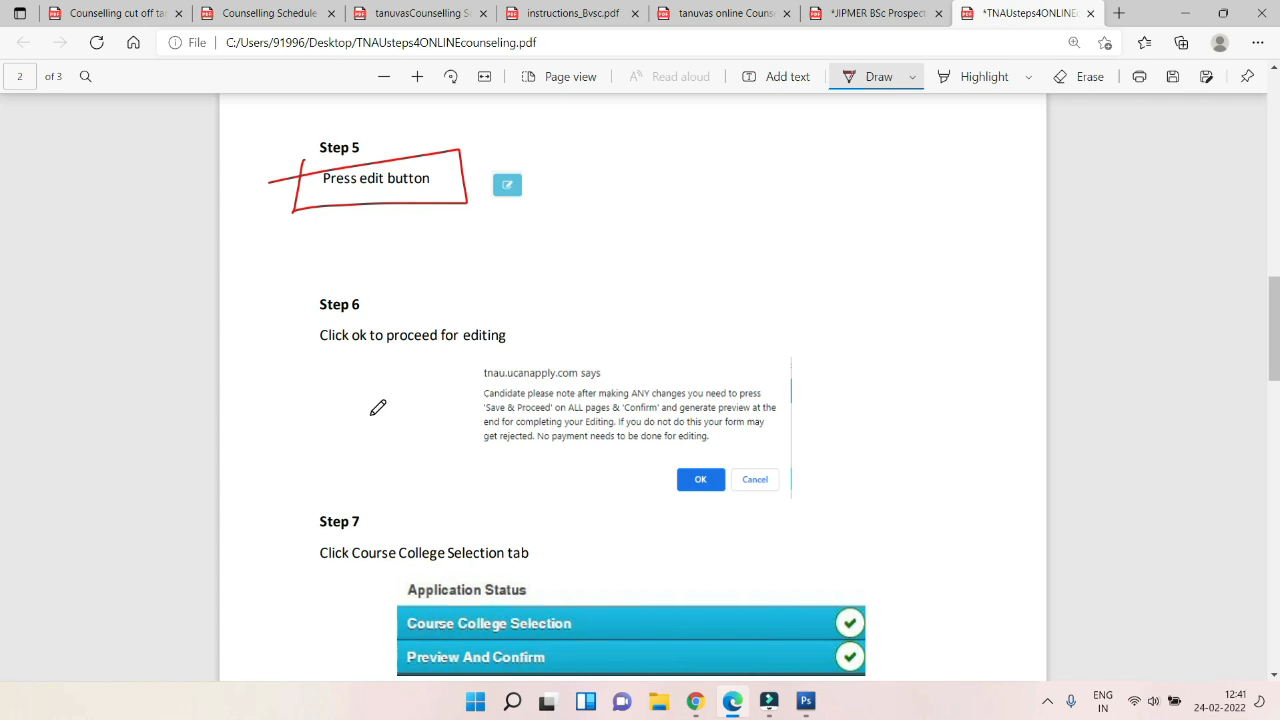 Counselling cut off tan
Counselling Schedule
tanuvasCounselling S
instructions_Bvsc.pdf
tanuvas online Couns
*JIPMER BSc Prospect
*TNAUsteps4ONLINEc
File
C:/Users/91996/Desktop/TNAUsteps4ONLINEcounseling.pdf
2 of 3
Page view
Read aloud
Add text
Draw
Highlight
Erase
Step 5
Press edit button
Step 6
Click ok to proceed for editing
tnau.ucanapply.com says
Candidate please note after making ANY changes you need to press
'Save & Proceed' on ALL pages & 'Confirm' and generate preview at the
end for completing your Editing. If you do not do this your form may
get rejected. No payment needs to be done for editing.
OK Cancel
Step 7
Click Course College Selection tab
Application Status
Course College Selection
Preview And Confirm
ENG
IN
12:41
24-02-2022